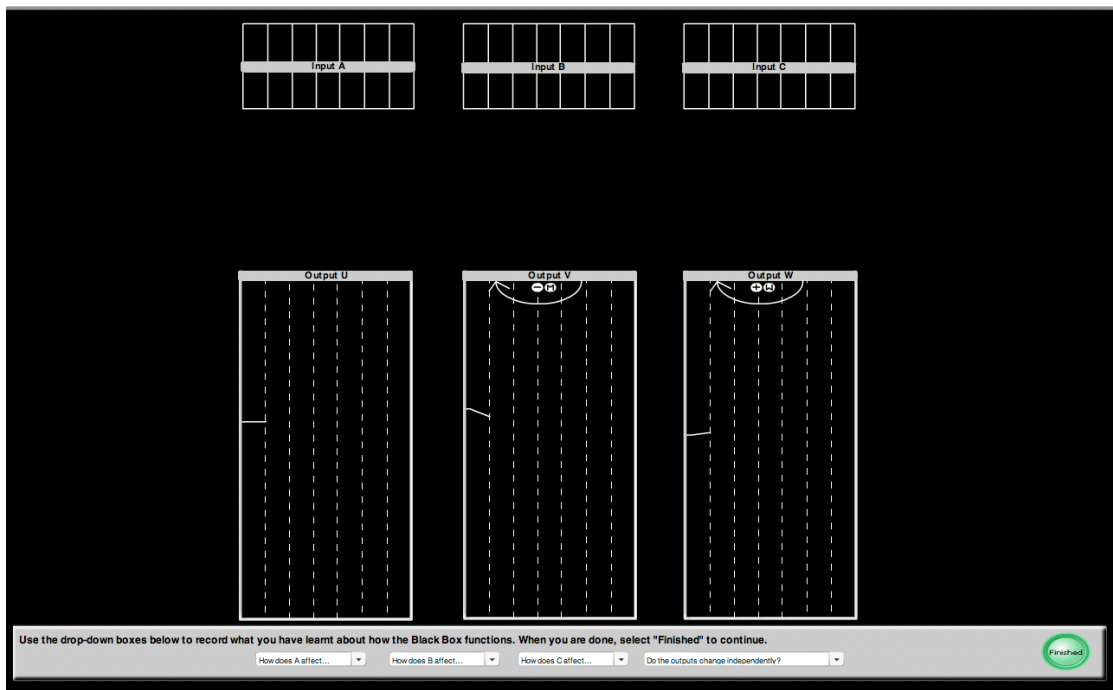 Input A
Input B
Input C
Output U
Output V
Output W
− M
+ W
Use the drop-down boxes below to record what you have learnt about how the Black Box functions. When you are done, select "Finished" to continue.
How does A affect...
How does B affect...
How does C affect...
Do the outputs change independently?
Finished